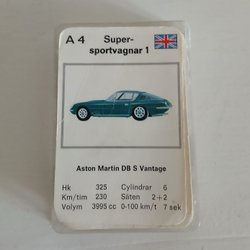 A 4
Super-
sportvagnar 1
Aston Martin DB S Vantage
Hk 325 Cylindrar 6
Km/tim 230 Säten 2+2
Volym 3995 cc 0-100 km/t 7 sek